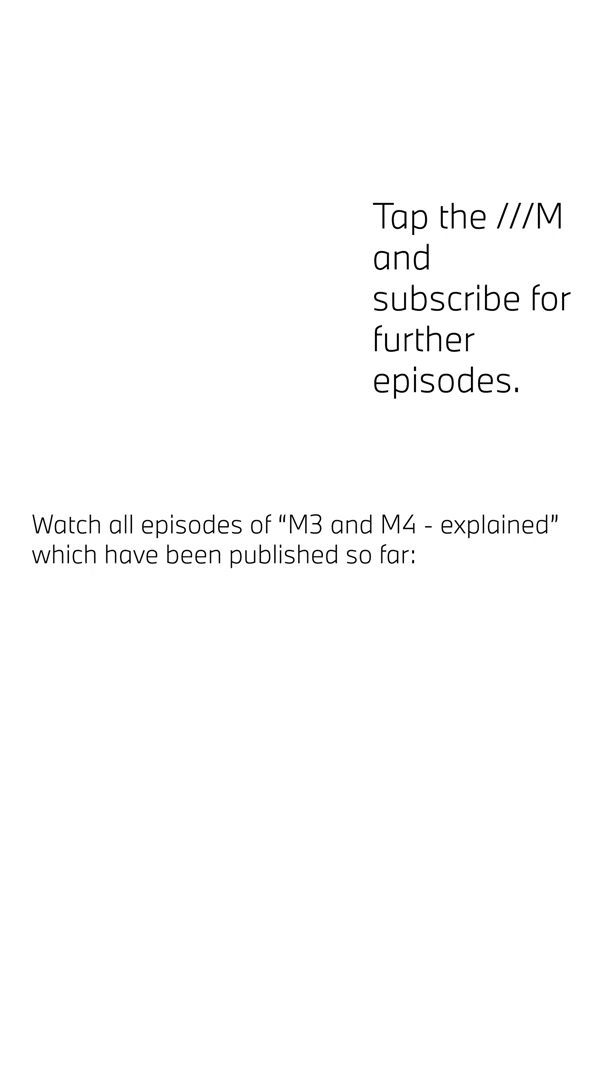 Tap the ///M
and
subscribe for
further
episodes.
Watch all episodes of “M3 and M4 - explained”
which have been published so far: